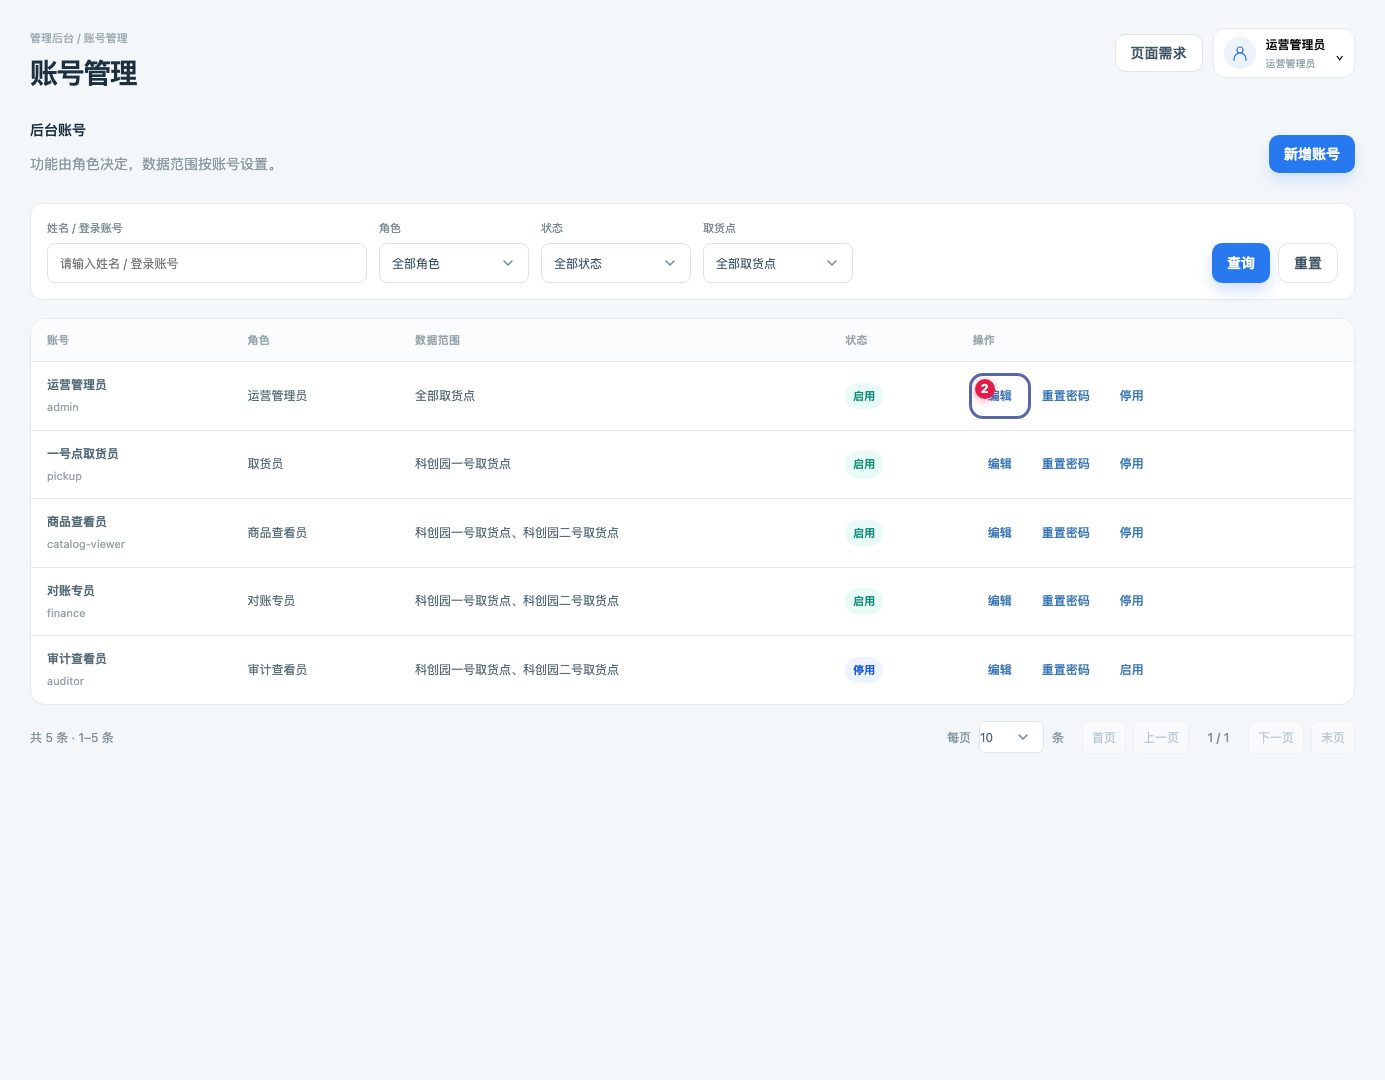 管理后台 / 账号管理
账号管理
页面需求
运营管理员
运营管理员
后台账号
功能由角色决定，数据范围按账号设置。
新增账号
姓名 / 登录账号 角色 状态 取货点
请输入姓名 / 登录账号 全部角色 全部状态 全部取货点 查询 重置
账号 角色 数据范围 状态 操作
运营管理员
admin
运营管理员 全部取货点 启用 2 辑 重置密码 停用
一号点取货员
pickup
取货员 科创园一号取货点 启用 编辑 重置密码 停用
商品查看员
catalog-viewer
商品查看员 科创园一号取货点、科创园二号取货点 启用 编辑 重置密码 停用
对账专员
finance
对账专员 科创园一号取货点、科创园二号取货点 启用 编辑 重置密码 停用
审计查看员
auditor
审计查看员 科创园一号取货点、科创园二号取货点 停用 编辑 重置密码 启用
共 5 条 · 1–5 条 每页 10 条 首页 上一页 1 / 1 下一页 末页